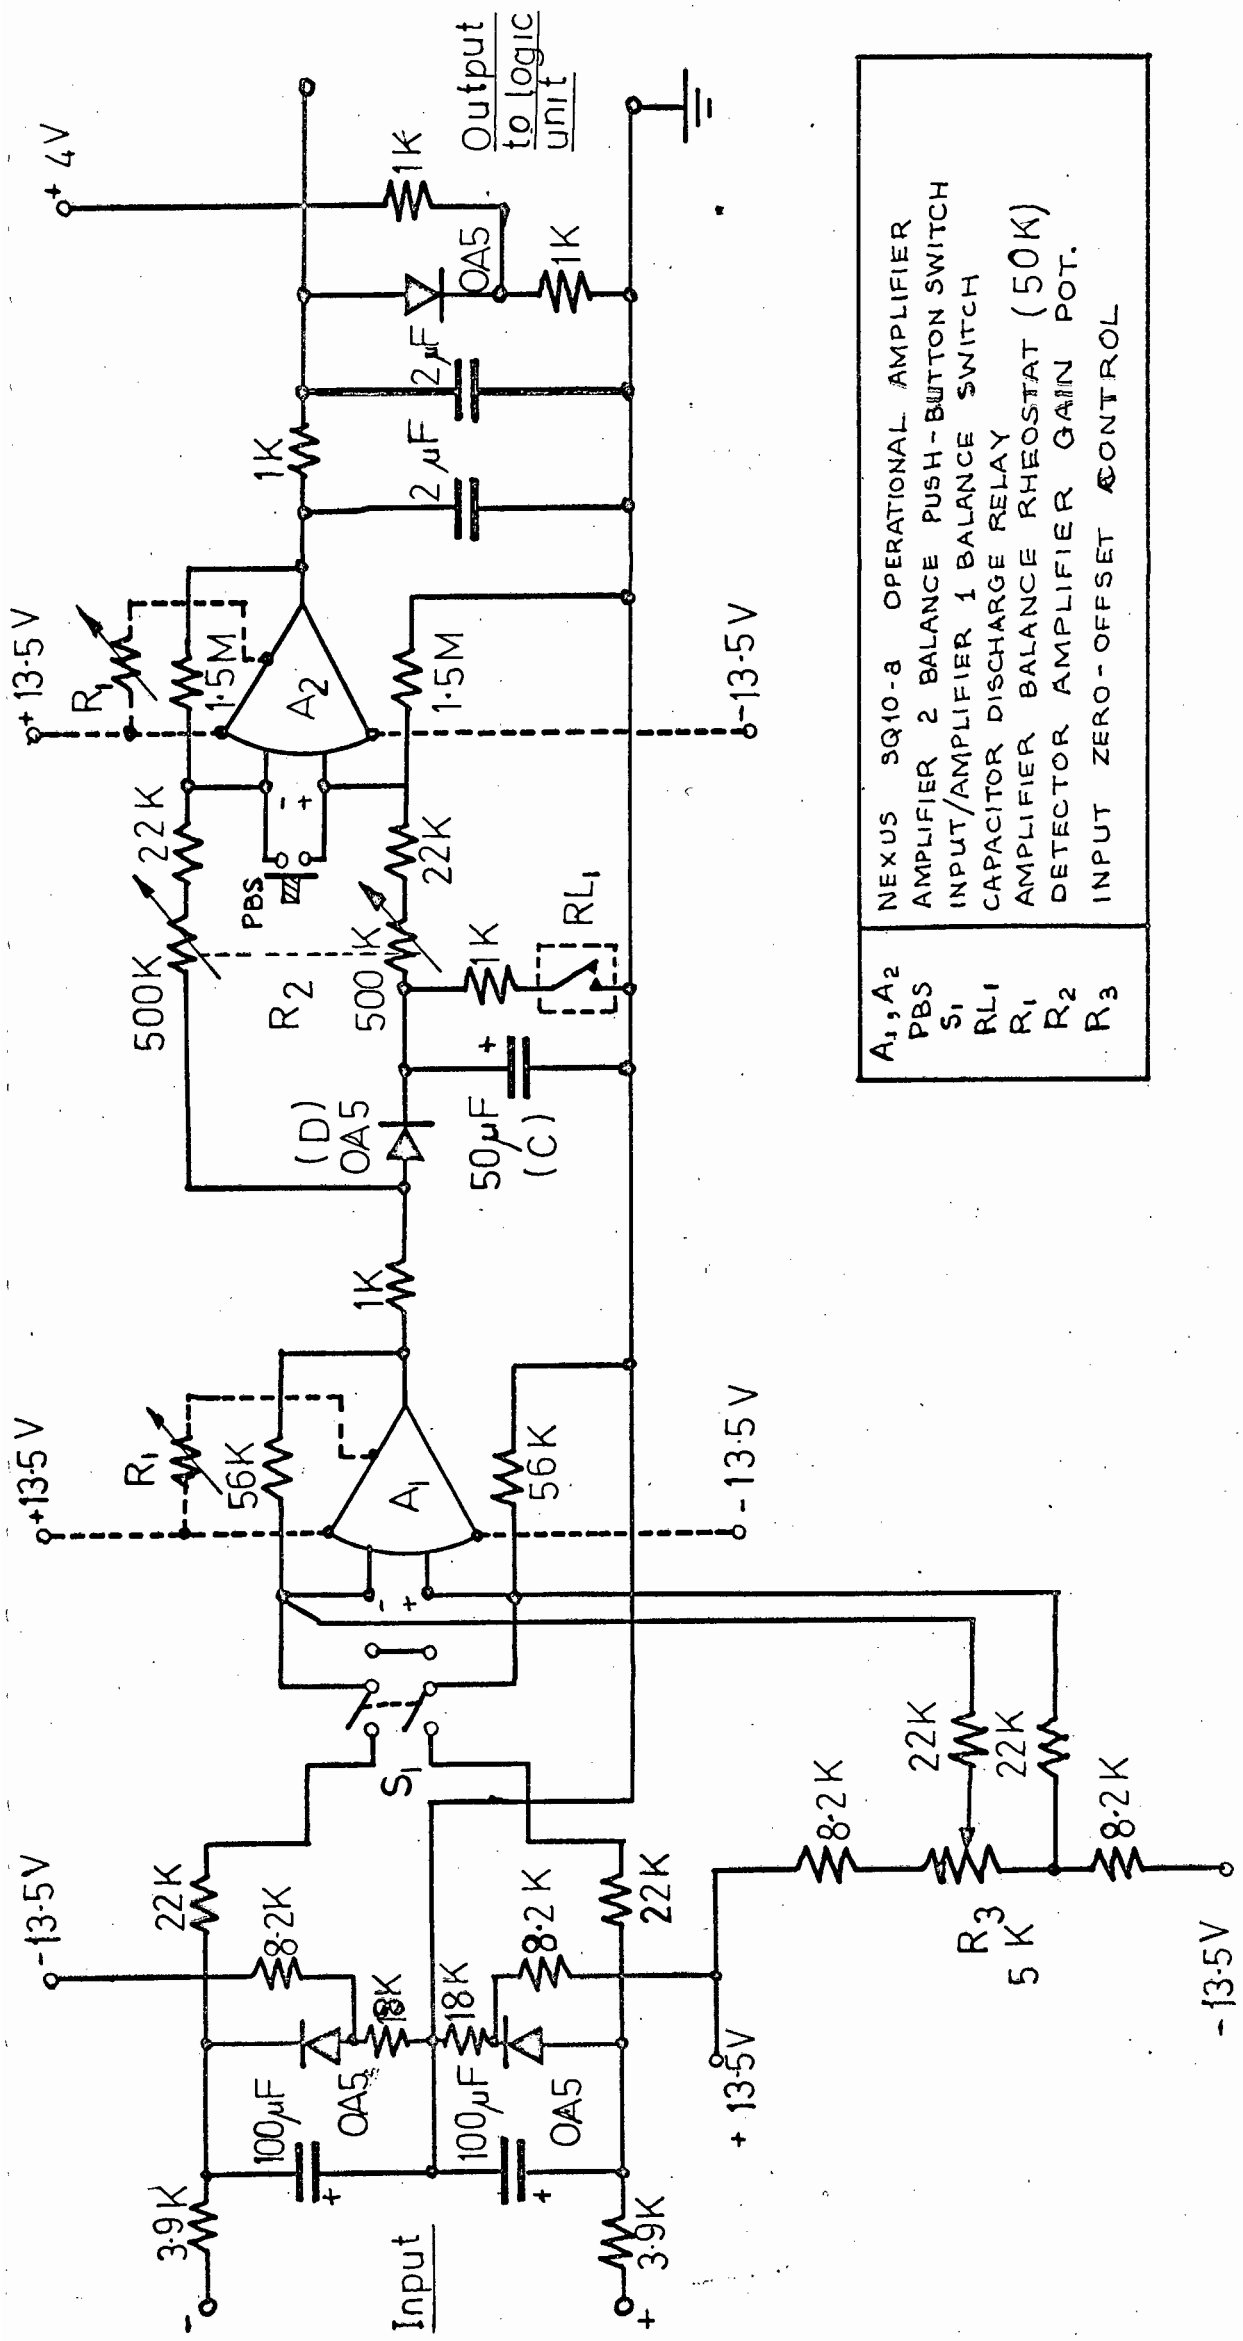 +13·5V
+13·5V
+ 4V
R₁
R₁
-13·5V
500K
22K
1·5M
1K
56K
3·9K
22K
PBS
A₂
2 µF
2 µF
1K
Output
to logic
unit
-
8·2K
R₂
-
+
OA5
1K
100µF
OA5
18K
S₁
-
+
A₁
1K
(D)
OA5
500K
22K
1·5M
Input
100µF
18K
8·2K
56K
50µF
(C)
+
1K
RL₁
+
OA5
+
3·9K
22K
+
-13·5V
-13·5V
+ 13·5V
8·2K
22K
22K
R₃
5K
8·2K
-13·5V
A₁,A₂ NEXUS SQ10-a OPERATIONAL AMPLIFIER
PBS AMPLIFIER 2 BALANCE PUSH-BUTTON SWITCH
S₁ INPUT/AMPLIFIER 1 BALANCE SWITCH
RL₁ CAPACITOR DISCHARGE RELAY
R₁ AMPLIFIER BALANCE RHEOSTAT (50K)
R₂ DETECTOR AMPLIFIER GAIN POT.
R₃ INPUT ZERO-OFFSET CONTROL